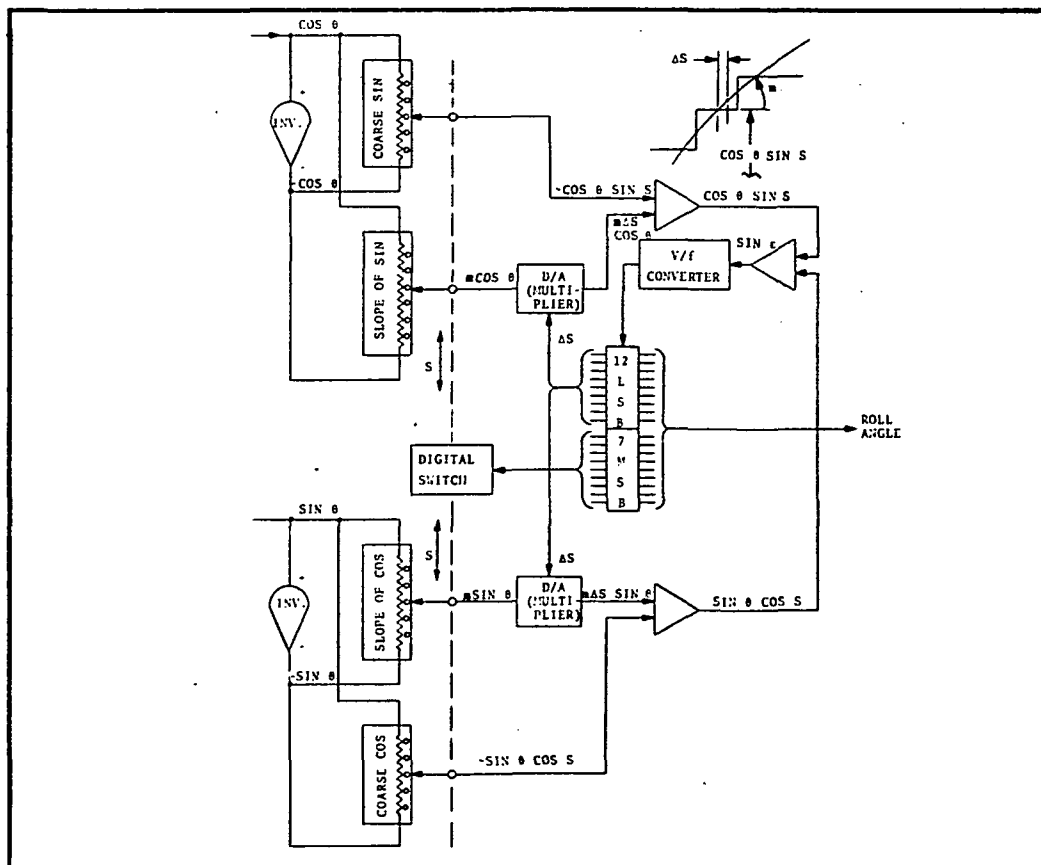 COS θ
ΔS
m
COS θ SIN S
INV.
COARSE SIN
-COS θ
-COS θ SIN S
COS θ SIN S
mΔS
COS θ
SIN ε
V/f
CONVERTER
SLOPE OF SIN
mCOS θ
D/A
(MULTI-
PLIER)
ΔS
S
12
L
S
B
7
M
S
B
ROLL
ANGLE
DIGITAL
SWITCH
SIN θ
S
ΔS
INV.
SLOPE OF COS
mSIN θ
D/A
(MULTI-
PLIER)
mΔS SIN θ
SIN θ COS S
-SIN θ
COARSE COS
-SIN θ COS S